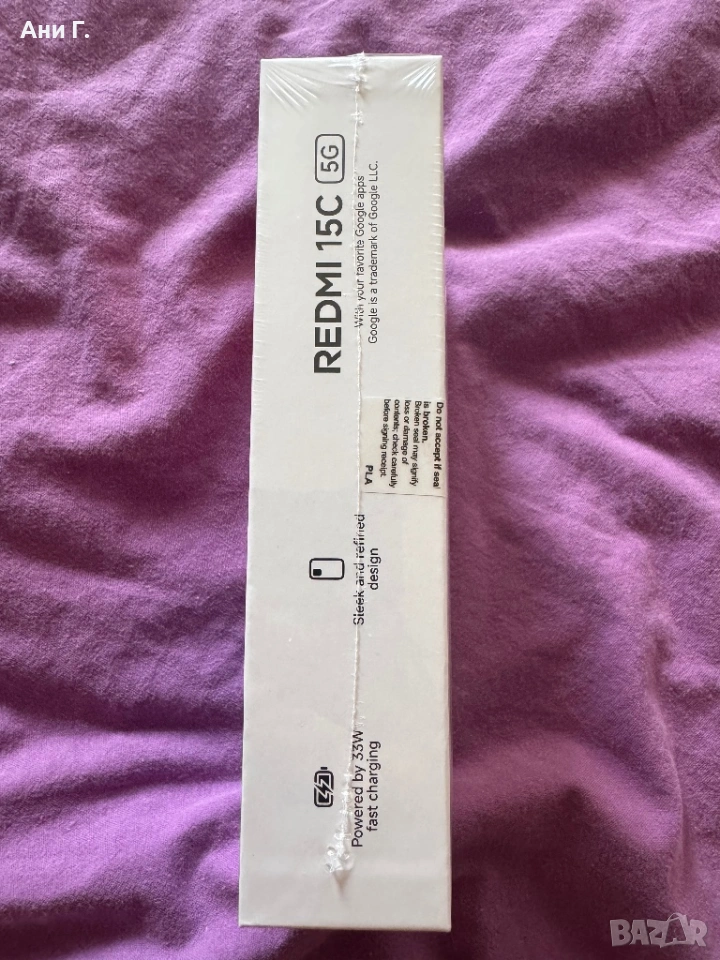 Ани Г.
REDMI 15C 5G
With your favorite Google apps
Google is a trademark of Google LLC.
Do not accept if seal
is broken.
Broken seal may signify
loss or damage of
contents; check carefully
before signing receipt.
PLA
Sleek and refined
design
Powered by 33W
fast charging
BAZAR